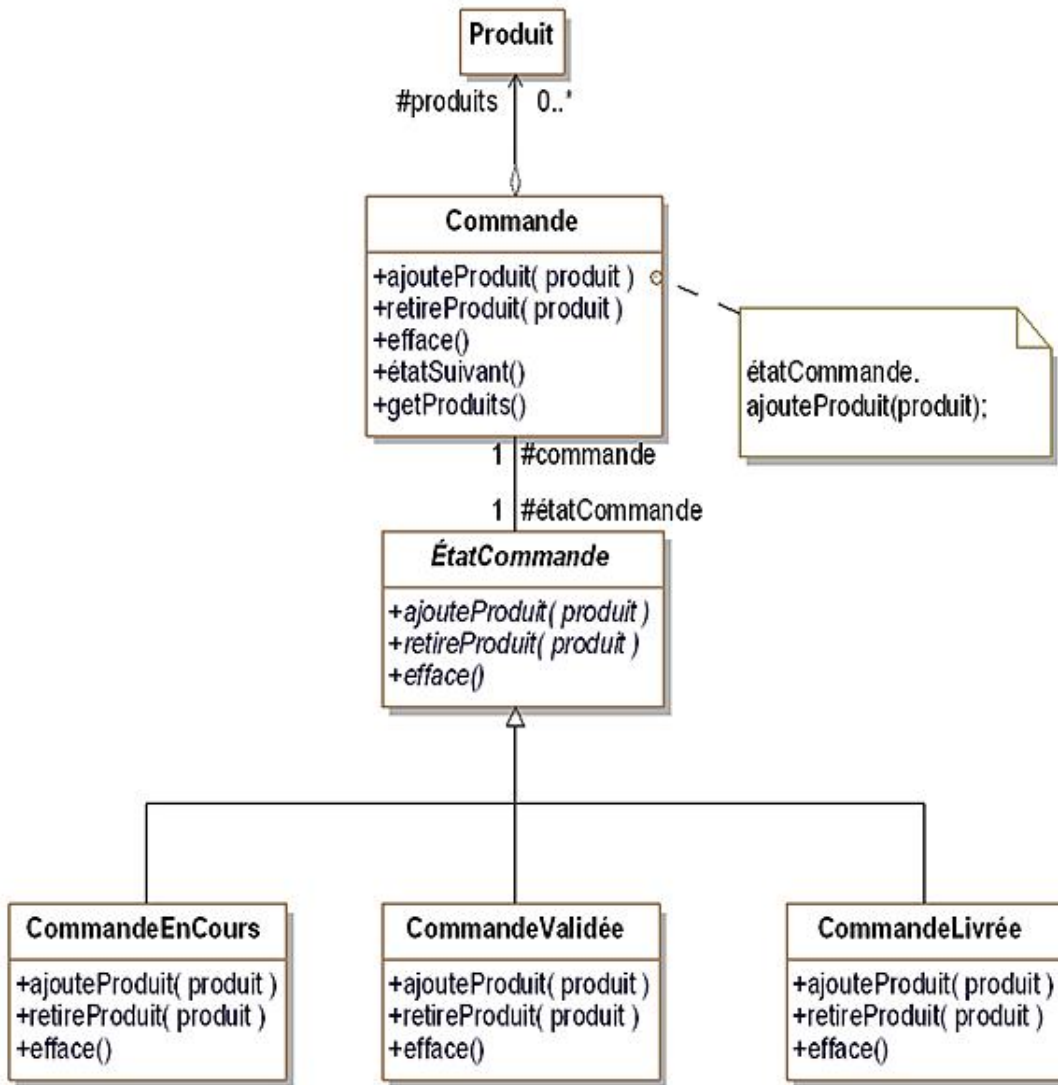 Produit
#produits 0..*
Commande
+ajouteProduit( produit )
+retireProduit( produit )
+efface()
+étatSuivant()
+getProduits()
étatCommande.
ajouteProduit(produit);
1 #commande
1 #étatCommande
ÉtatCommande
+ajouteProduit( produit )
+retireProduit( produit )
+efface()
CommandeEnCours
+ajouteProduit( produit )
+retireProduit( produit )
+efface()
CommandeValidée
+ajouteProduit( produit )
+retireProduit( produit )
+efface()
CommandeLivrée
+ajouteProduit( produit )
+retireProduit( produit )
+efface()